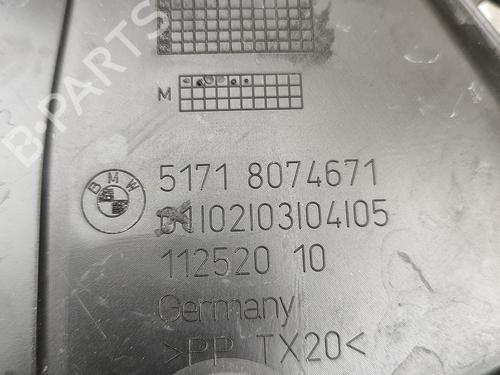 B-PARTS
M
BMW
5171 8074671
01|02|03|04|05
112520 10
Germany
>PP TX20<